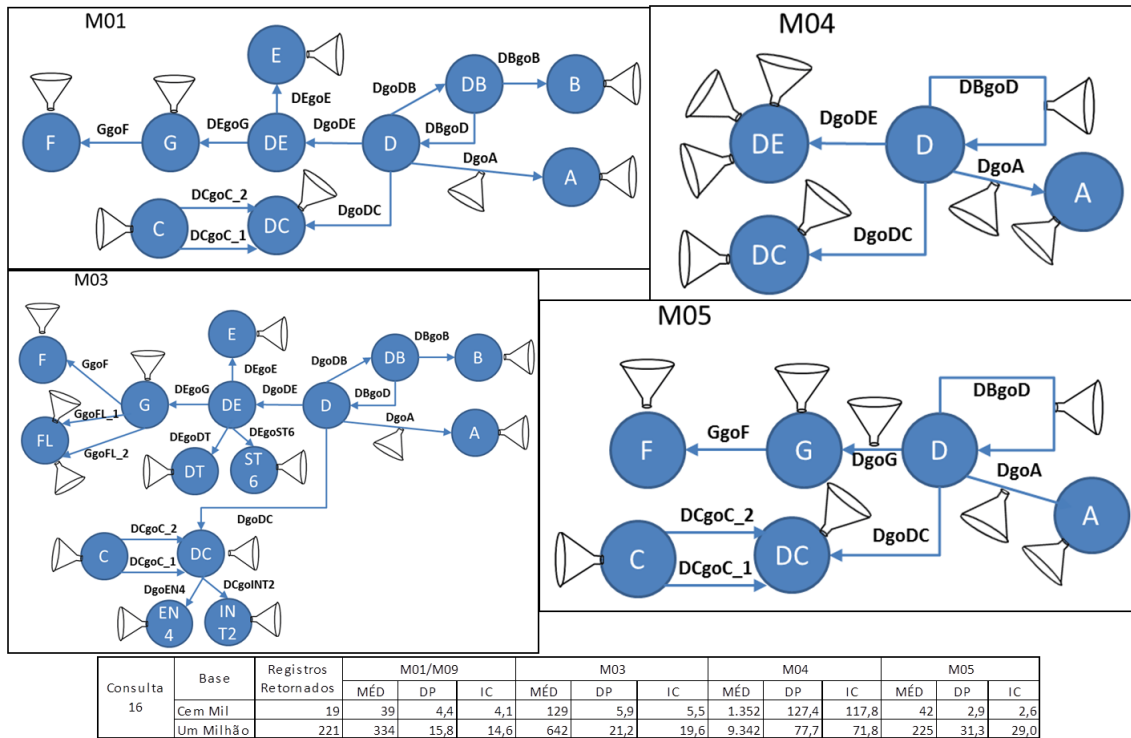 M01
E
DB
B
DBgoB
DgoDB
DEgoE
DBgoD
GgoF
DEgoG
DgoDE
F
G
DE
D
DgoA
A
DCgoC_2
DgoDC
C
DC
DCgoC_1
M04
DBgoD
DgoDE
DE
D
DgoA
A
DgoDC
DC
M03
E
DgoDB
DB
DBgoB
B
F
GgoF
DEgoE
DEgoG
DgoDE
DBgoD
G
DE
D
DgoA
A
GgoFL_1
FL
GgoFL_2
DEgoDT
DEgoST6
DT
ST
6
DgoDC
DCgoC_2
C
DC
DCgoC_1
DgoEN4
DCgoINT2
EN
4
IN
T2
M05
DBgoD
GgoF
F
G
DgoG
D
DgoA
A
DCgoC_2
DgoDC
C
DC
DCgoC_1
Consulta 16 Base Registros Retornados M01/M09 M03 M04 M05
MÉD DP IC MÉD DP IC MÉD DP IC MÉD DP IC
Cem Mil 19 39 4,4 4,1 129 5,9 5,5 1.352 127,4 117,8 42 2,9 2,6
Um Milhão 221 334 15,8 14,6 642 21,2 19,6 9.342 77,7 71,8 225 31,3 29,0